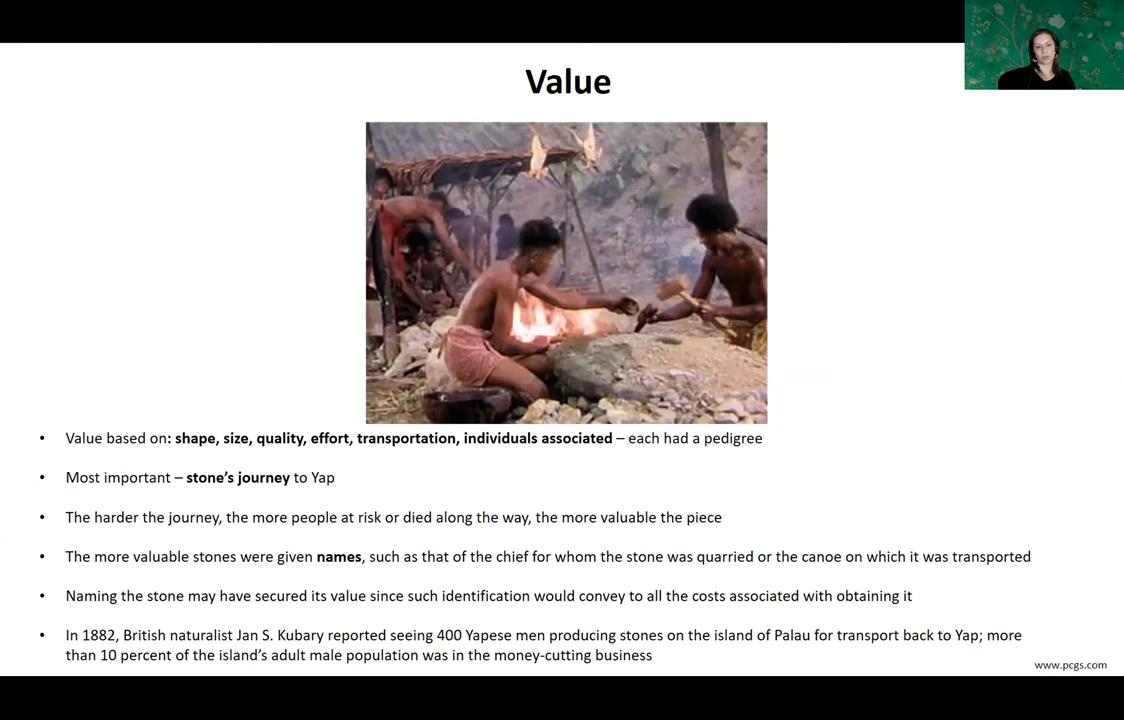 Value
• Value based on: shape, size, quality, effort, transportation, individuals associated – each had a pedigree
• Most important – stone's journey to Yap
• The harder the journey, the more people at risk or died along the way, the more valuable the piece
• The more valuable stones were given names, such as that of the chief for whom the stone was quarried or the canoe on which it was transported
• Naming the stone may have secured its value since such identification would convey to all the costs associated with obtaining it
• In 1882, British naturalist Jan S. Kubary reported seeing 400 Yapese men producing stones on the island of Palau for transport back to Yap; more
than 10 percent of the island's adult male population was in the money-cutting business
www.pcgs.com